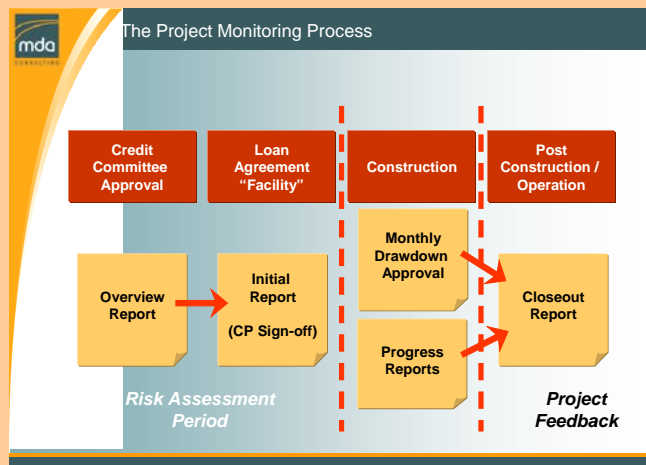 mda
CONSULTING
The Project Monitoring Process
Credit
Committee
Approval
Loan
Agreement
“Facility”
Construction
Post
Construction /
Operation
Overview
Report
Initial
Report
(CP Sign-off)
Monthly
Drawdown
Approval
Progress
Reports
Closeout
Report
Risk Assessment
Period
Project
Feedback